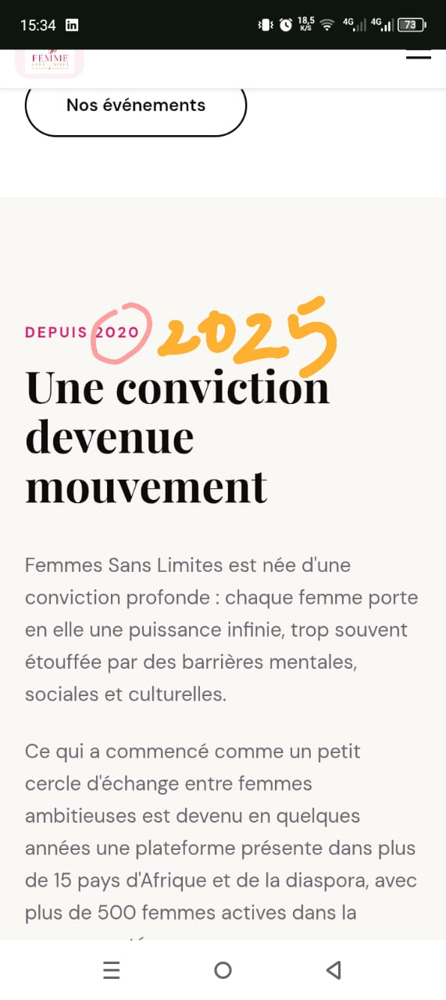 15:34 in 18,5 K/S 4G 4G 73
FEMME
Nos événements
DEPUIS 2020 2025
Une conviction
devenue
mouvement
Femmes Sans Limites est née d'une
conviction profonde : chaque femme porte
en elle une puissance infinie, trop souvent
étouffée par des barrières mentales,
sociales et culturelles.
Ce qui a commencé comme un petit
cercle d'échange entre femmes
ambitieuses est devenu en quelques
années une plateforme présente dans plus
de 15 pays d'Afrique et de la diaspora, avec
plus de 500 femmes actives dans la